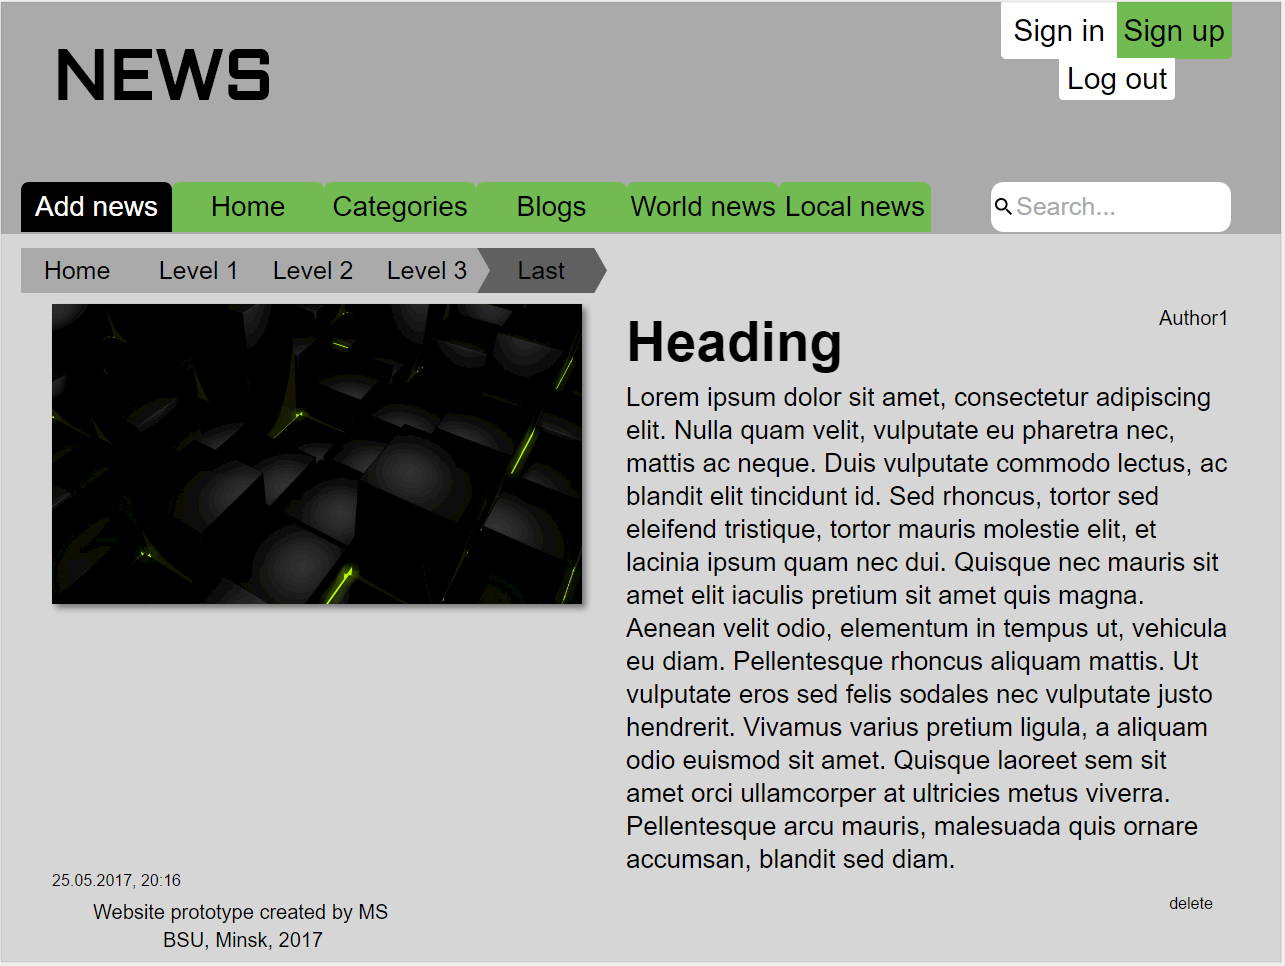 NEWS
Sign in Sign up
Log out
Add news Home Categories Blogs World news Local news Search...
Home Level 1 Level 2 Level 3 Last
Author1
Heading
Lorem ipsum dolor sit amet, consectetur adipiscing
elit. Nulla quam velit, vulputate eu pharetra nec,
mattis ac neque. Duis vulputate commodo lectus, ac
blandit elit tincidunt id. Sed rhoncus, tortor sed
eleifend tristique, tortor mauris molestie elit, et
lacinia ipsum quam nec dui. Quisque nec mauris sit
amet elit iaculis pretium sit amet quis magna.
Aenean velit odio, elementum in tempus ut, vehicula
eu diam. Pellentesque rhoncus aliquam mattis. Ut
vulputate eros sed felis sodales nec vulputate justo
hendrerit. Vivamus varius pretium ligula, a aliquam
odio euismod sit amet. Quisque laoreet sem sit
amet orci ullamcorper at ultricies metus viverra.
Pellentesque arcu mauris, malesuada quis ornare
accumsan, blandit sed diam.
25.05.2017, 20:16
delete
Website prototype created by MS
BSU, Minsk, 2017